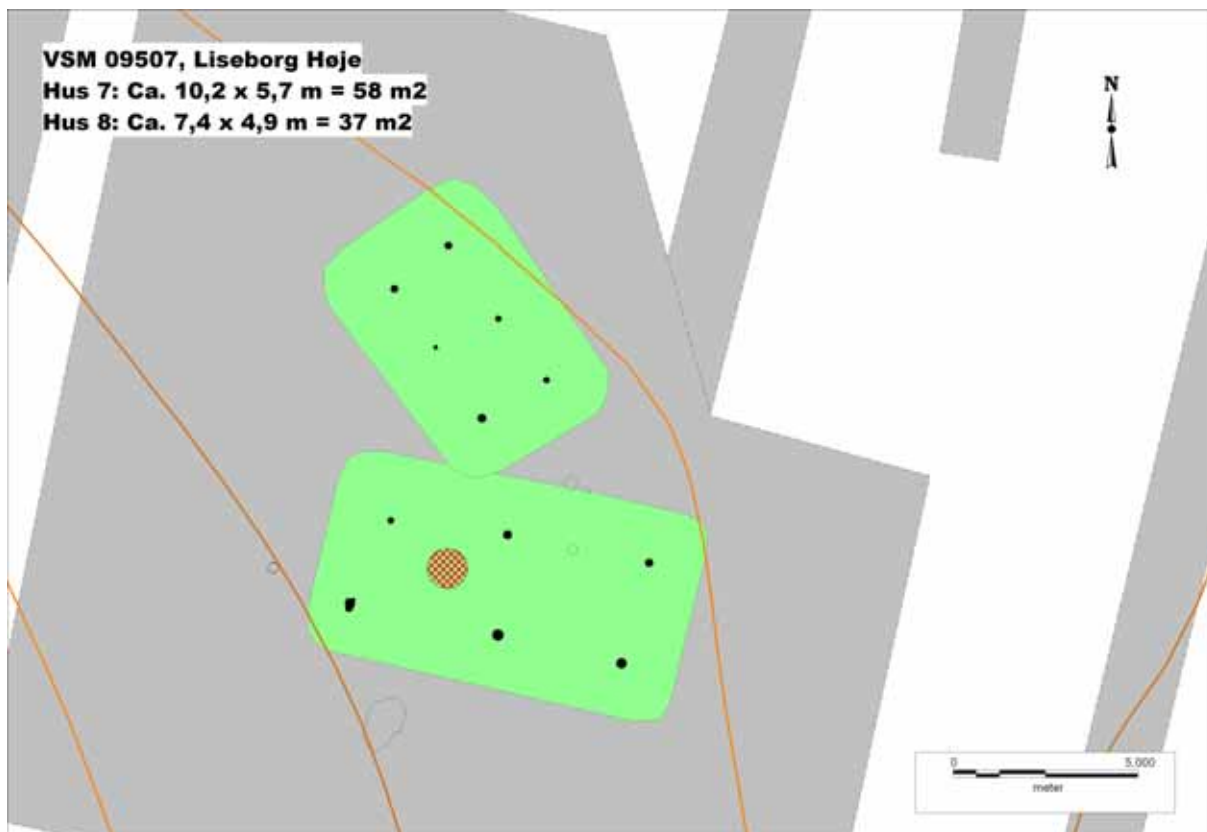 VSM 09507, Liseborg Høje
Hus 7: Ca. 10,2 x 5,7 m = 58 m2
Hus 8: Ca. 7,4 x 4,9 m = 37 m2
N
0 5.000
meter